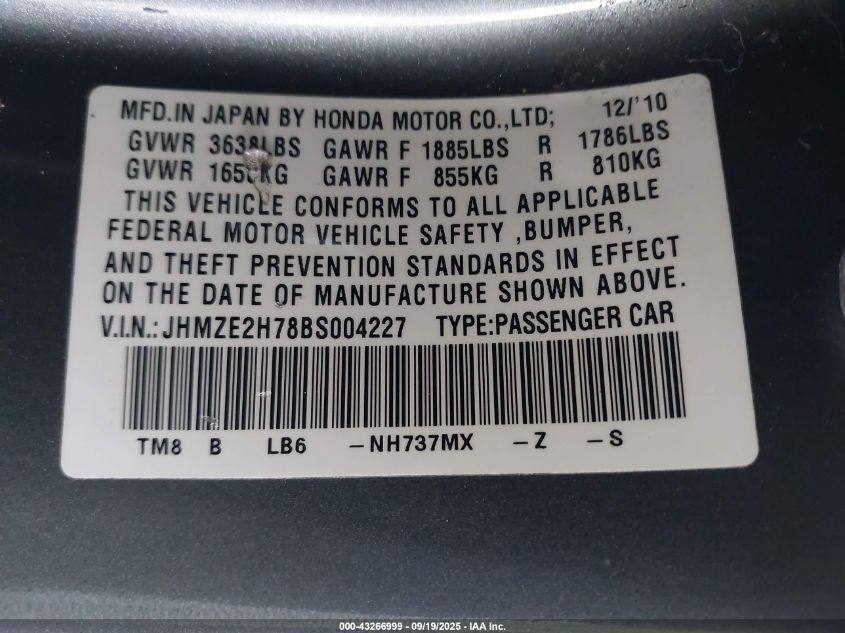 MFD.IN JAPAN BY HONDA MOTOR CO.,LTD; 12/'10
GVWR 3638LBS GAWR F 1885LBS R 1786LBS
GVWR 1650KG GAWR F 855KG R 810KG
THIS VEHICLE CONFORMS TO ALL APPLICABLE
FEDERAL MOTOR VEHICLE SAFETY ,BUMPER,
AND THEFT PREVENTION STANDARDS IN EFFECT
ON THE DATE OF MANUFACTURE SHOWN ABOVE.
V.I.N.: JHMZE2H78BS004227 TYPE:PASSENGER CAR
TM8 B LB6 –NH737MX –Z –S
000-43266999 - 09/19/2025 - IAA Inc.